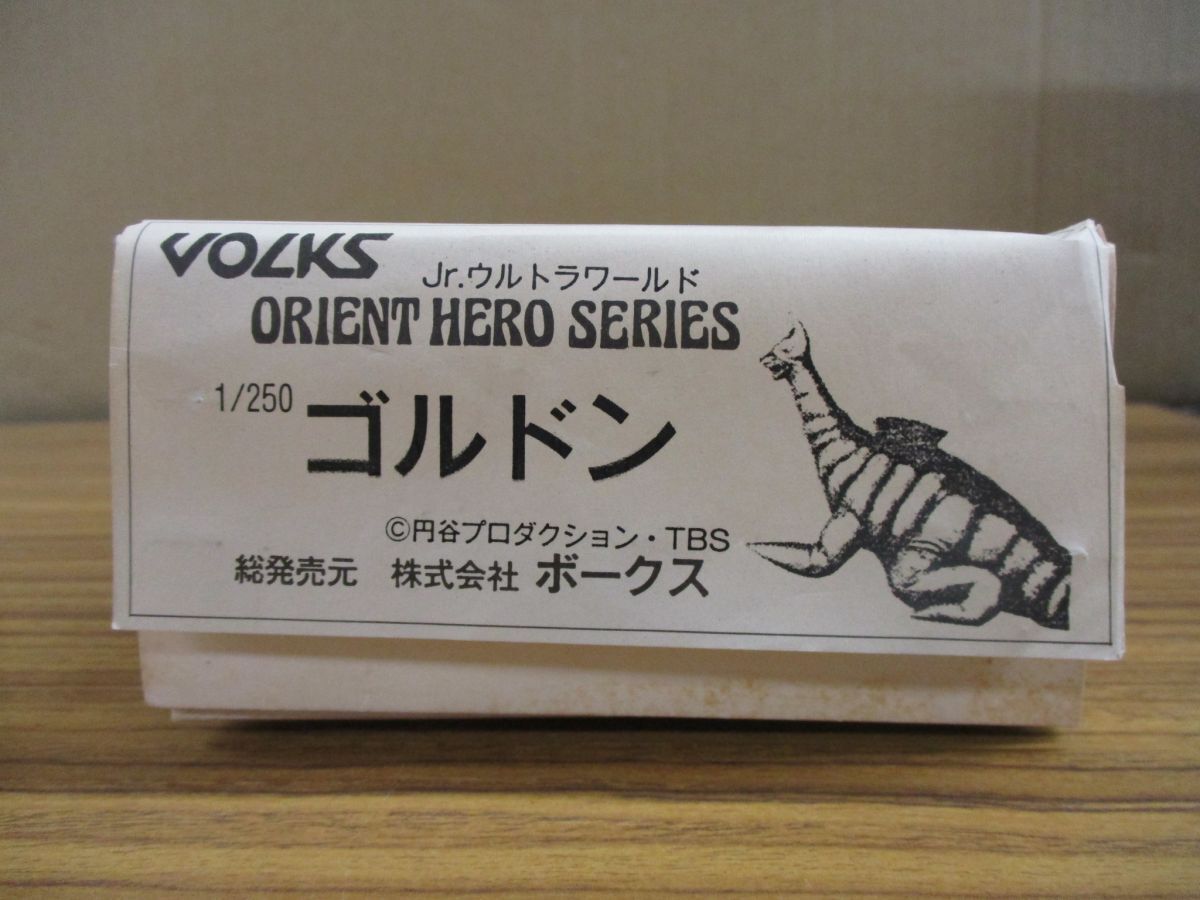 VOLKS
Jr.ウルトラワールド
ORIENT HERO SERIES
1/250 ゴルドン
©円谷プロダクション・TBS
総発売元 株式会社 ボークス